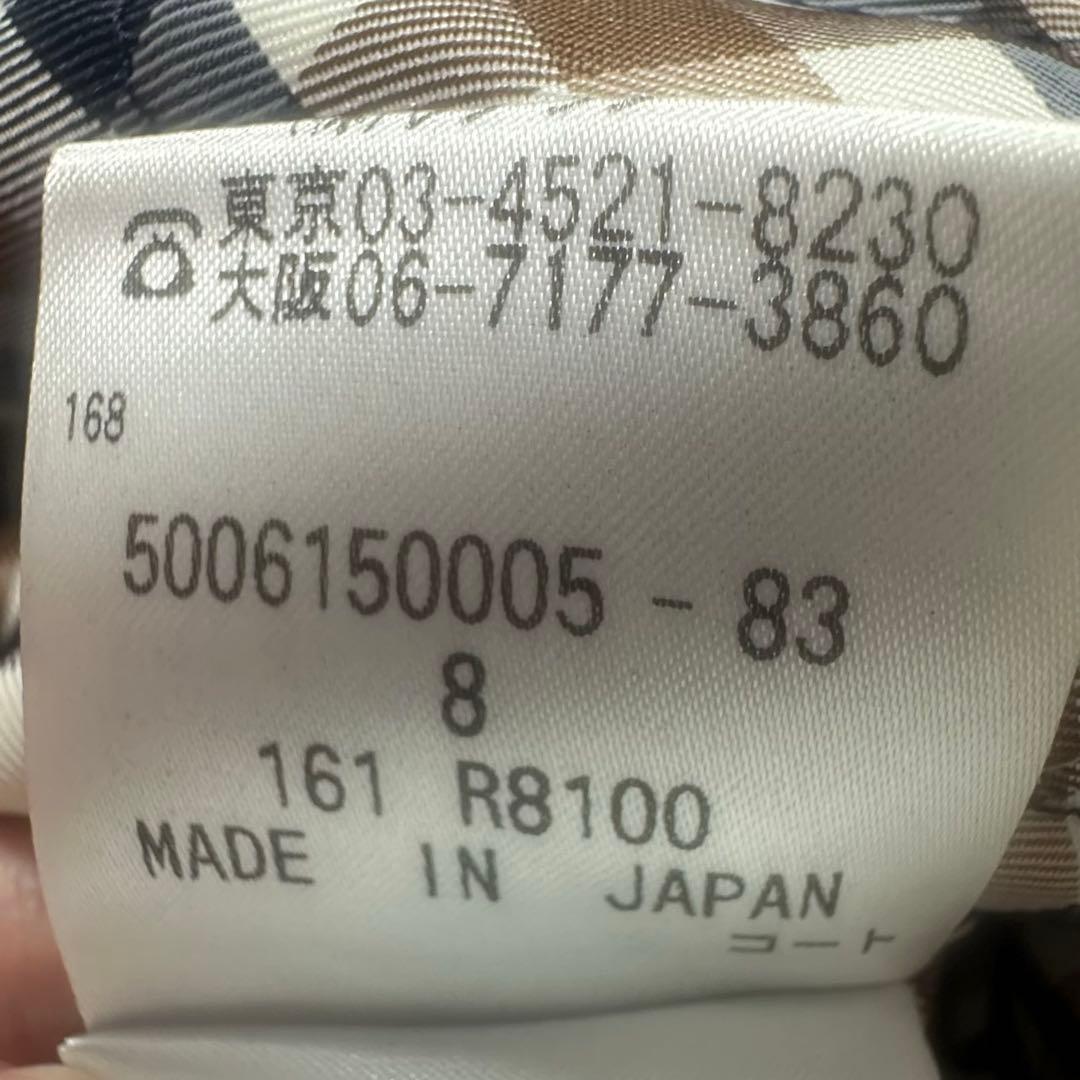 ☎ 東京03-4521-8230
大阪06-7177-3860
168
5006150005 - 83
8
161 R8100
MADE IN JAPAN
コート